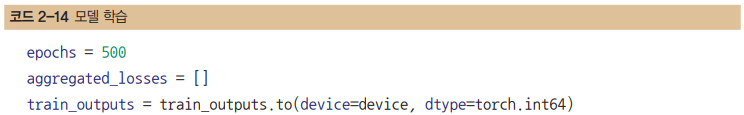 코드 2-14 모델 학습
epochs = 500
aggregated_losses = []
train_outputs = train_outputs.to(device=device, dtype=torch.int64)